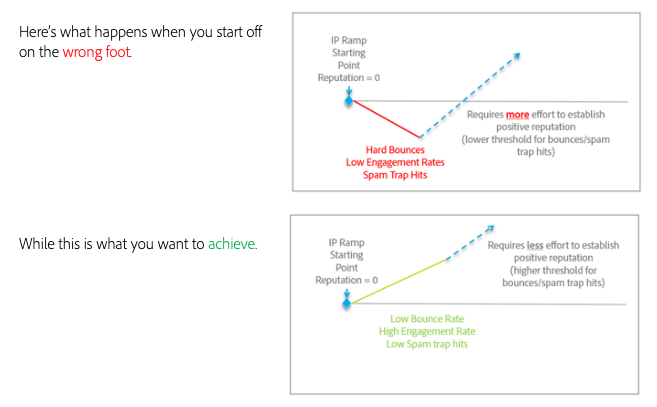 Here's what happens when you start off
on the wrong foot.
IP Ramp
Starting
Point
Reputation = 0
Requires more effort to establish
positive reputation
(lower threshold for bounces/spam
trap hits)
Hard Bounces
Low Engagement Rates
Spam Trap Hits
While this is what you want to achieve.
IP Ramp
Starting
Point
Reputation = 0
Requires less effort to establish
positive reputation
(higher threshold for
bounces/spam trap hits)
Low Bounce Rate
High Engagement Rate
Low Spam trap hits